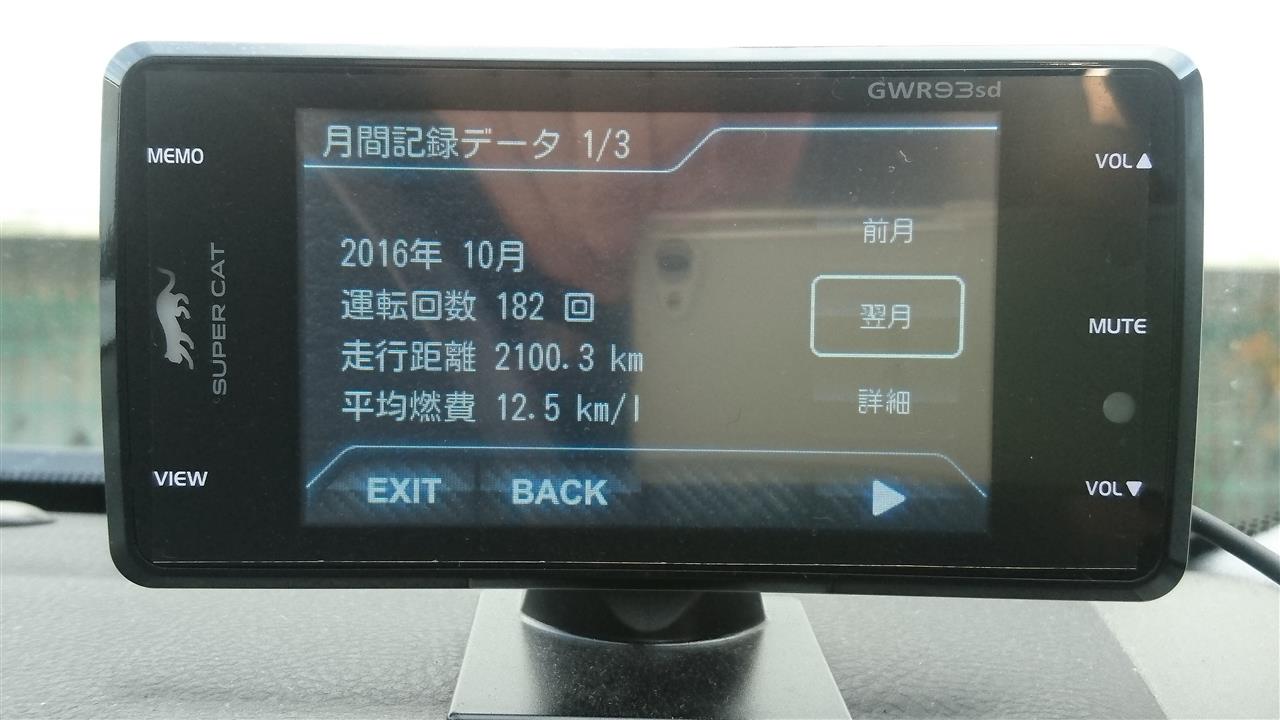 GWR93sd
MEMO
月間記録データ 1/3
VOL▲
前月
2016年 10月
運転回数 182 回
翌月
MUTE
SUPER CAT
走行距離 2100.3 km
平均燃費 12.5 km/l
詳細
VIEW
EXIT BACK ▶
VOL▼